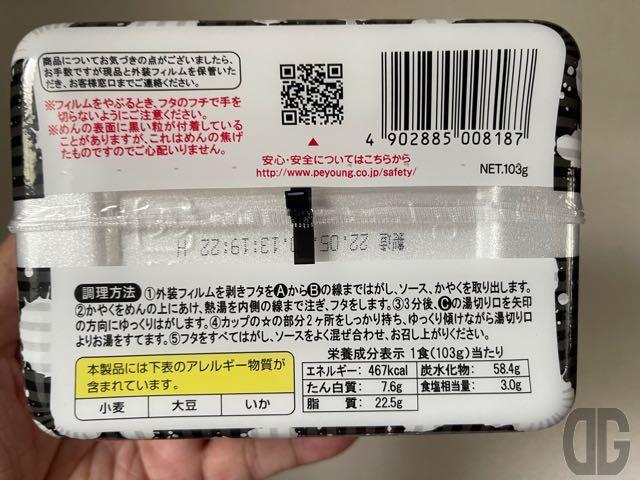 商品についてお気づきの点がございましたら、
お手数ですが現品と外装フィルムを保管いた
だき、お客様窓口までご連絡ください。
※フィルムをやぶるとき、フタのフチで手を
切らないようにご注意ください。
※めんの表面に黒い粒が付着している
ことがありますが、これはめんの焦げ
たものですのでご心配いりません。
安心・安全についてはこちらから
http://www.peyoung.co.jp/safety/
4 902885 008187
NET.103g
調理方法 ①外装フィルムを剥きフタをAからBの線まではがし、ソース、かやくを取り出します。
②かやくをめんの上にあけ、熱湯を内側の線まで注ぎ、フタをします。③3分後、Cの湯切り口を矢印
の方向にゆっくりはがします。④カップの☆の部分2ヶ所をしっかり持ち、ゆっくり傾けながら湯切り口
よりお湯をすてます。⑤フタをすべてはがし、ソースをよく混ぜ合わせ、お召し上がりください。
本製品には下表のアレルギー物質が
含まれています。
小麦 大豆 いか
栄養成分表示 1食(103g)当たり
エネルギー: 467kcal 炭水化物: 58.4g
たん白質: 7.6g 食塩相当量: 3.0g
脂質: 22.5g
DG